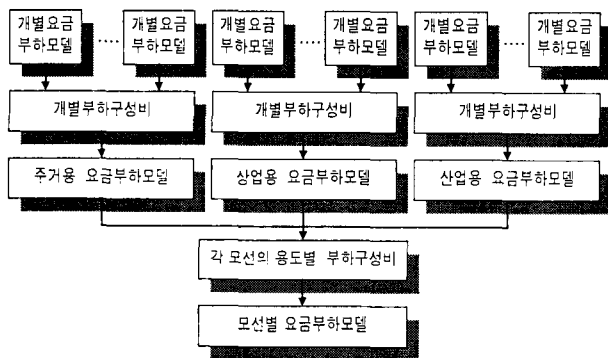 개별요금 부하모델 ···· 개별요금 부하모델 개별요금 부하모델 ···· 개별요금 부하모델 개별요금 부하모델 ···· 개별요금 부하모델
개별부하구성비 개별부하구성비 개별부하구성비
주거용 요금부하모델 상업용 요금부하모델 산업용 요금부하모델
각 모선의 용도별 부하구성비
모선별 요금부하모델